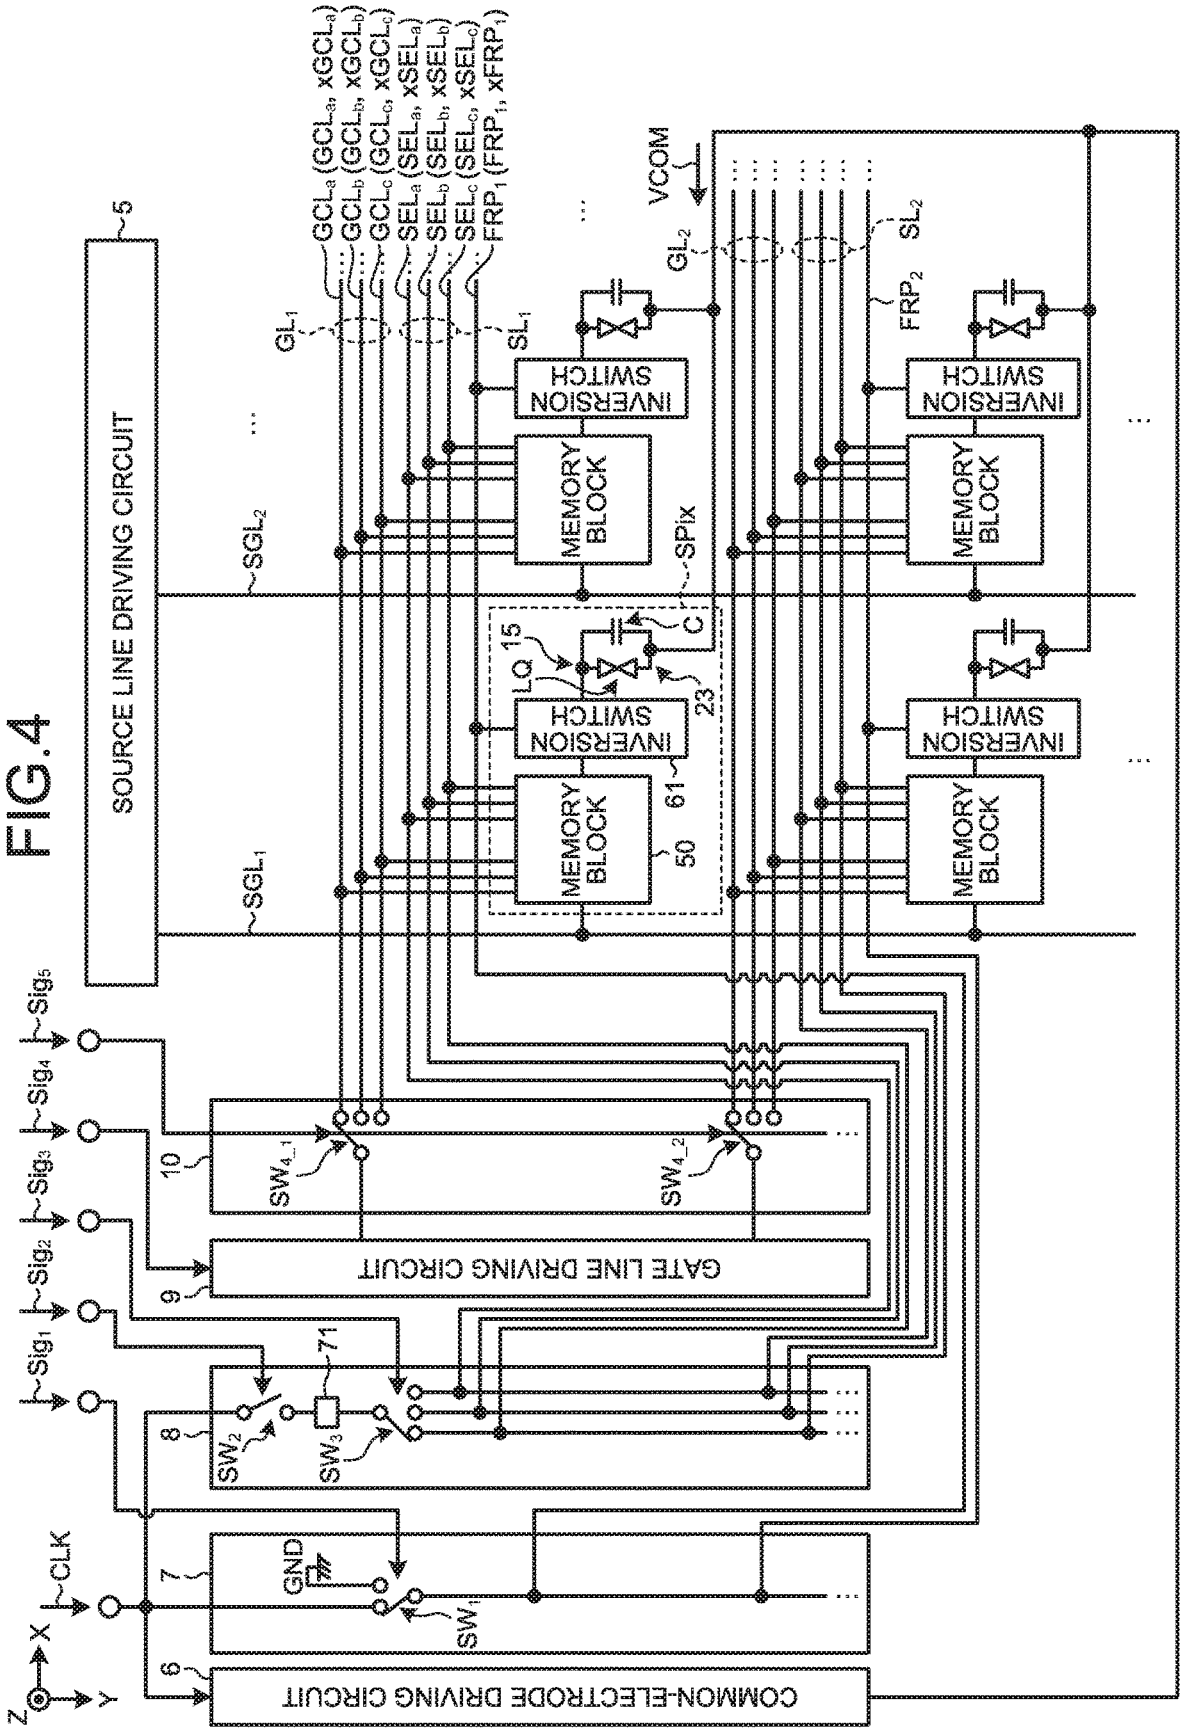 FIG.4
Z
X
Y
CLK
Sig1
Sig2
Sig3
Sig4
Sig5
SOURCE LINE DRIVING CIRCUIT
5
6
COMMON-ELECTRODE DRIVING CIRCUIT
7
GND
SW1
8
SW2
71
SW3
9
GATE LINE DRIVING CIRCUIT
10
SW4_1
SW4_2
...
...
...
...
...
SGL1
SGL2
...
GL1
SL1
GCLa (GCLa, xGCLa)
GCLb (GCLb, xGCLb)
GCLc (GCLc, xGCLc)
SELa (SELa, xSELa)
SELb (SELb, xSELb)
SELc (SELc, xSELc)
FRP1 (FRP1, xFRP1)
MEMORY
BLOCK
50
INVERSION
SWITCH
61
15
LQ
23
C
SPix
MEMORY
BLOCK
INVERSION
SWITCH
...
VCOM
GL2
SL2
FRP2
MEMORY
BLOCK
INVERSION
SWITCH
...
MEMORY
BLOCK
INVERSION
SWITCH
...